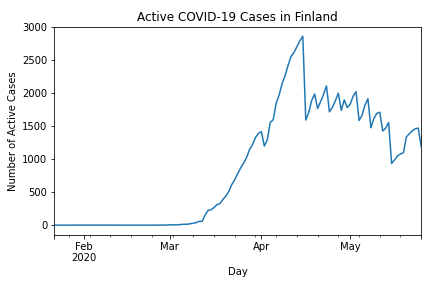 Active COVID-19 Cases in Finland
Number of Active Cases
3000
2500
2000
1500
1000
500
0
Feb
2020
Mar
Apr
May
Day